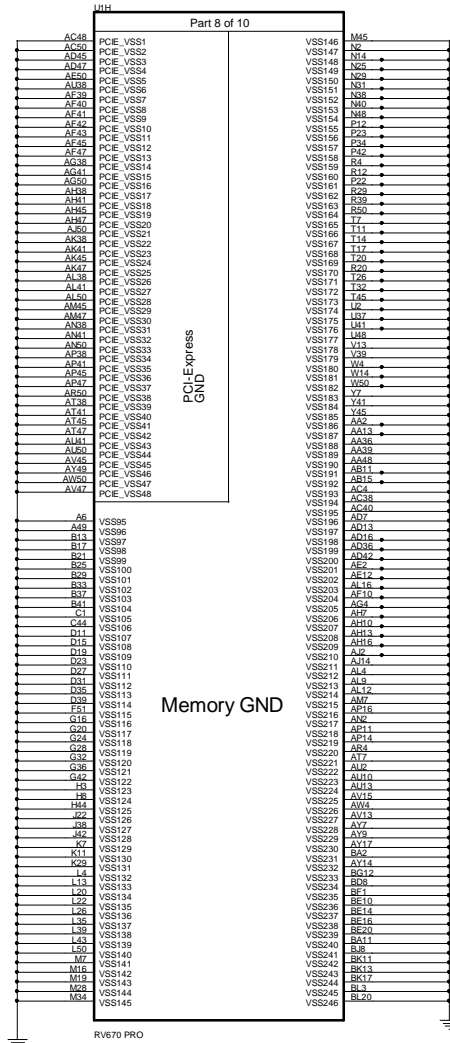 U1H
Part 8 of 10
AC48 PCIE_VSS1
AC50 PCIE_VSS2
AD45 PCIE_VSS3
AD47 PCIE_VSS4
AE50 PCIE_VSS5
AU38 PCIE_VSS6
AF39 PCIE_VSS7
AF40 PCIE_VSS8
AF41 PCIE_VSS9
AF42 PCIE_VSS10
AF43 PCIE_VSS11
AF45 PCIE_VSS12
AF47 PCIE_VSS13
AG38 PCIE_VSS14
AG41 PCIE_VSS15
AG50 PCIE_VSS16
AH38 PCIE_VSS17
AH41 PCIE_VSS18
AH45 PCIE_VSS19
AH47 PCIE_VSS20
AJ50 PCIE_VSS21
AK38 PCIE_VSS22
AK41 PCIE_VSS23
AK45 PCIE_VSS24
AK47 PCIE_VSS25
AL38 PCIE_VSS26
AL41 PCIE_VSS27
AL50 PCIE_VSS28
AM45 PCIE_VSS29
AM47 PCIE_VSS30
AN38 PCIE_VSS31
AN41 PCIE_VSS32
AN50 PCIE_VSS33
AP38 PCIE_VSS34
AP41 PCIE_VSS35
AP45 PCIE_VSS36
AP47 PCIE_VSS37
AR50 PCIE_VSS38
AT38 PCIE_VSS39
AT41 PCIE_VSS40
AT45 PCIE_VSS41
AT47 PCIE_VSS42
AU41 PCIE_VSS43
AU50 PCIE_VSS44
AV45 PCIE_VSS45
AY49 PCIE_VSS46
AW50 PCIE_VSS47
AV47 PCIE_VSS48
PCI-Express
GND
A6 VSS95
A49 VSS96
B13 VSS97
B17 VSS98
B21 VSS99
B25 VSS100
B29 VSS101
B33 VSS102
B37 VSS103
B41 VSS104
C1 VSS105
C44 VSS106
D11 VSS107
D15 VSS108
D19 VSS109
D23 VSS110
D27 VSS111
D31 VSS112
D35 VSS113
D39 VSS114
F51 VSS115
G16 VSS116
G20 VSS117
G24 VSS118
G28 VSS119
G32 VSS120
G36 VSS121
G42 VSS122
H3 VSS123
H8 VSS124
H44 VSS125
J22 VSS126
J38 VSS127
J42 VSS128
K7 VSS129
K11 VSS130
K29 VSS131
L4 VSS132
L13 VSS133
L20 VSS134
L22 VSS135
L26 VSS136
L35 VSS137
L39 VSS138
L43 VSS139
L50 VSS140
M7 VSS141
M16 VSS142
M19 VSS143
M28 VSS144
M34 VSS145
Memory GND
VSS146 M45
VSS147 N2
VSS148 N14
VSS149 N25
VSS150 N29
VSS151 N31
VSS152 N38
VSS153 N40
VSS154 N48
VSS155 P12
VSS156 P23
VSS157 P34
VSS158 P42
VSS159 R4
VSS160 R12
VSS161 P22
VSS162 R29
VSS163 R39
VSS164 R50
VSS165 T7
VSS166 T11
VSS167 T14
VSS168 T17
VSS169 T20
VSS170 R20
VSS171 T26
VSS172 T32
VSS173 T45
VSS174 U2
VSS175 U37
VSS176 U41
VSS177 U48
VSS178 V13
VSS179 V39
VSS180 W4
VSS181 W14
VSS182 W50
VSS183 Y7
VSS184 Y41
VSS185 Y45
VSS186 AA2
VSS187 AA13
VSS188 AA36
VSS189 AA39
VSS190 AA48
VSS191 AB11
VSS192 AB15
VSS193 AC4
VSS194 AC38
VSS195 AC40
VSS196 AD7
VSS197 AD13
VSS198 AD16
VSS199 AD36
VSS200 AD42
VSS201 AE2
VSS202 AE12
VSS203 AL16
VSS204 AF10
VSS205 AG4
VSS206 AH7
VSS207 AH10
VSS208 AH13
VSS209 AH16
VSS210 AJ2
VSS211 AJ14
VSS212 AL4
VSS213 AL9
VSS214 AL12
VSS215 AM7
VSS216 AP16
VSS217 AN2
VSS218 AP11
VSS219 AP14
VSS220 AR4
VSS221 AT7
VSS222 AU2
VSS223 AU10
VSS224 AU13
VSS225 AV15
VSS226 AW4
VSS227 AV13
VSS228 AY7
VSS229 AY9
VSS230 AY17
VSS231 BA2
VSS232 AY14
VSS233 BG12
VSS234 BD8
VSS235 BF1
VSS236 BE10
VSS237 BE14
VSS238 BE16
VSS239 BE20
VSS240 BA11
VSS241 BJ8
VSS242 BK11
VSS243 BK13
VSS244 BK17
VSS245 BL3
VSS246 BL20
RV670 PRO